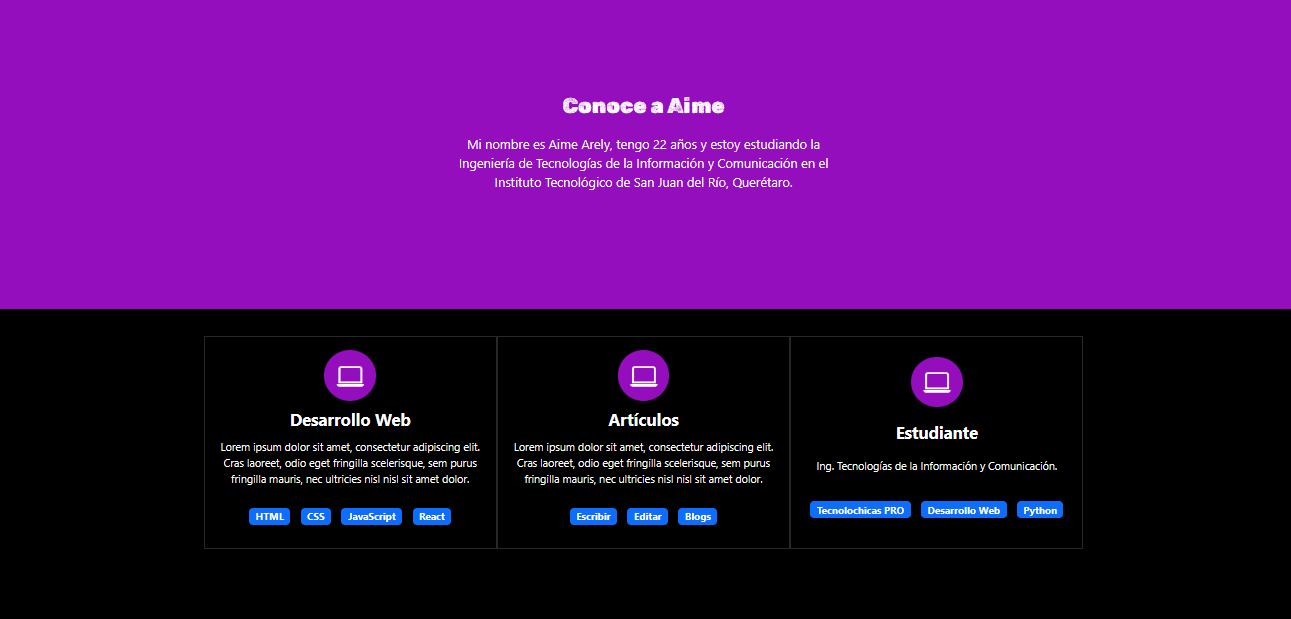 Conoce a Aime
Mi nombre es Aime Arely, tengo 22 años y estoy estudiando la
Ingeniería de Tecnologías de la Información y Comunicación en el
Instituto Tecnológico de San Juan del Río, Querétaro.
Desarrollo Web
Lorem ipsum dolor sit amet, consectetur adipiscing elit.
Cras laoreet, odio eget fringilla scelerisque, sem purus
fringilla mauris, nec ultricies nisl nisl sit amet dolor.
HTML CSS JavaScript React
Artículos
Lorem ipsum dolor sit amet, consectetur adipiscing elit.
Cras laoreet, odio eget fringilla scelerisque, sem purus
fringilla mauris, nec ultricies nisl nisl sit amet dolor.
Escribir Editar Blogs
Estudiante
Ing. Tecnologías de la Información y Comunicación.
Tecnolochicas PRO Desarrollo Web Python